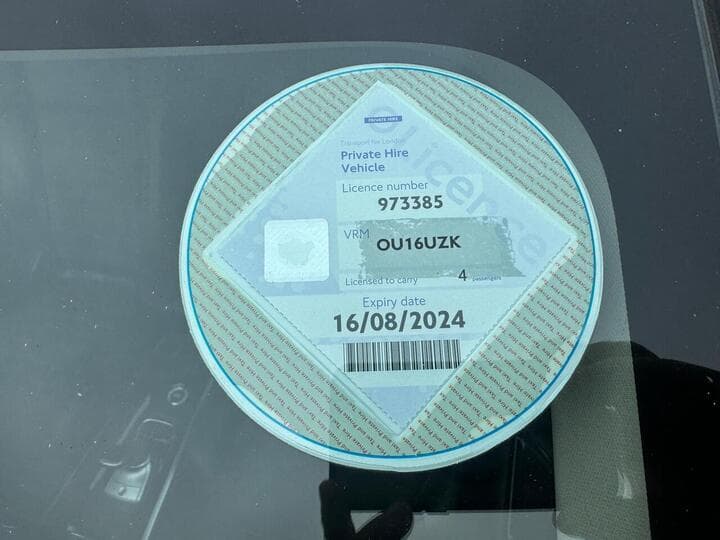 PRIVATE HIRE
Transport for London
Private Hire
Vehicle
Licence number
973385
VRM
OU16UZK
Licensed to carry 4 passengers
Expiry date
16/08/2024